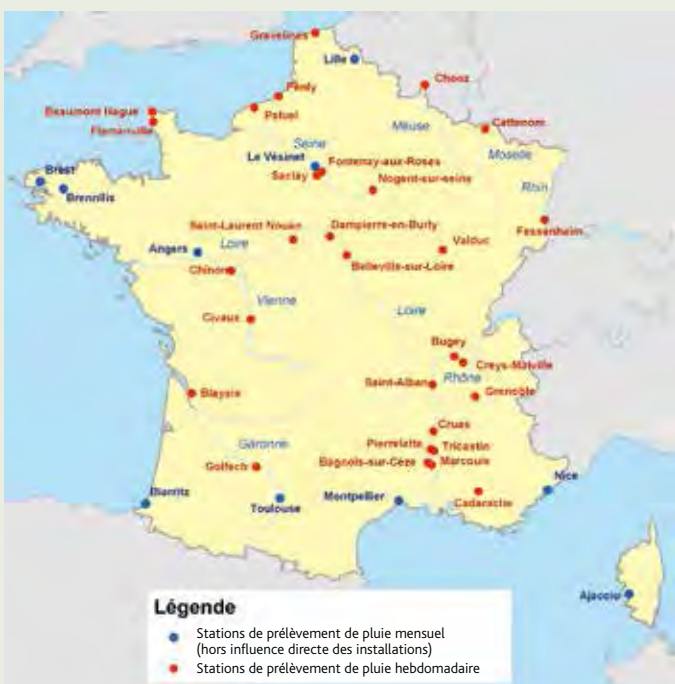 Gravelines
Lille
Chooz
Penly
Paluel
Beaumont Hague
Flamanville
Meuse
Cattenom
Seine
Moselle
Le Vésinet
Fontenay-aux-Roses
Saclay
Nogent-sur-seine
Rhin
Brest
Brennilis
Fessenheim
Saint-Laurent Nouan
Dampierre-en-Burly
Valduc
Angers
Loire
Belleville-sur-Loire
Chinon
Vienne
Loire
Civaux
Bugey
Creys-Malville
Rhône
Saint-Alban
Grenoble
Blayais
Cruas
Garonne
Pierrelatte
Tricastin
Golfech
Bagnols-sur-Cèze
Marcoule
Nice
Biarritz
Toulouse
Montpellier
Cadarache
Ajaccio
Légende
Stations de prélèvement de pluie mensuel
(hors influence directe des installations)
Stations de prélèvement de pluie hebdomadaire